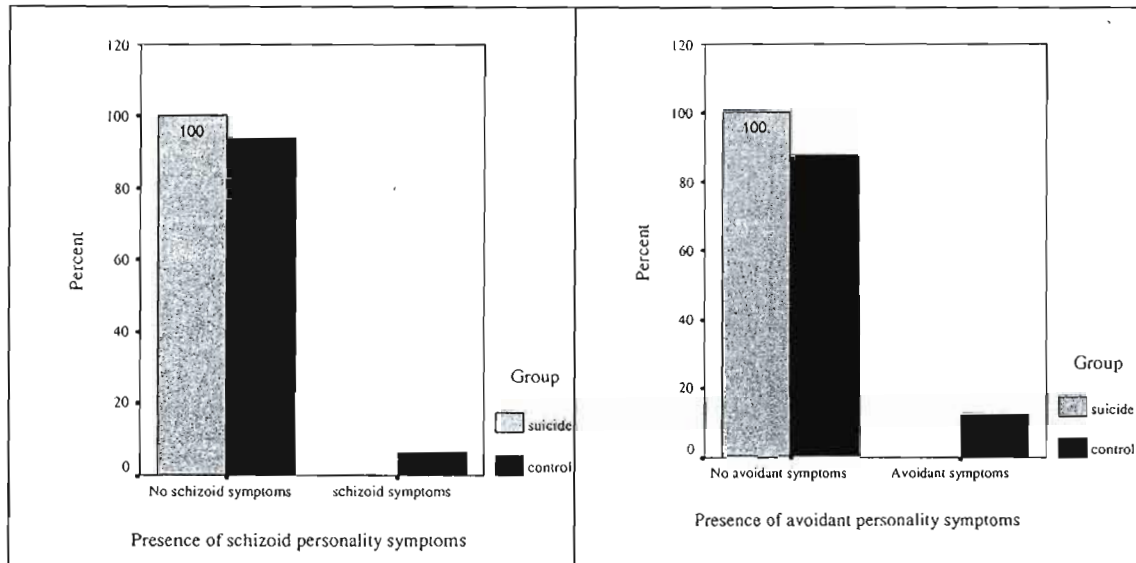 120
100
80
60
40
20
0
Percent
100
No schizoid symptoms
schizoid symptoms
Presence of schizoid personality symptoms
Group
suicide
control
120
100
80
60
40
20
0
Percent
100.
No avoidant symptoms
Avoidant symptoms
Presence of avoidant personality symptoms
Group
suicide
control